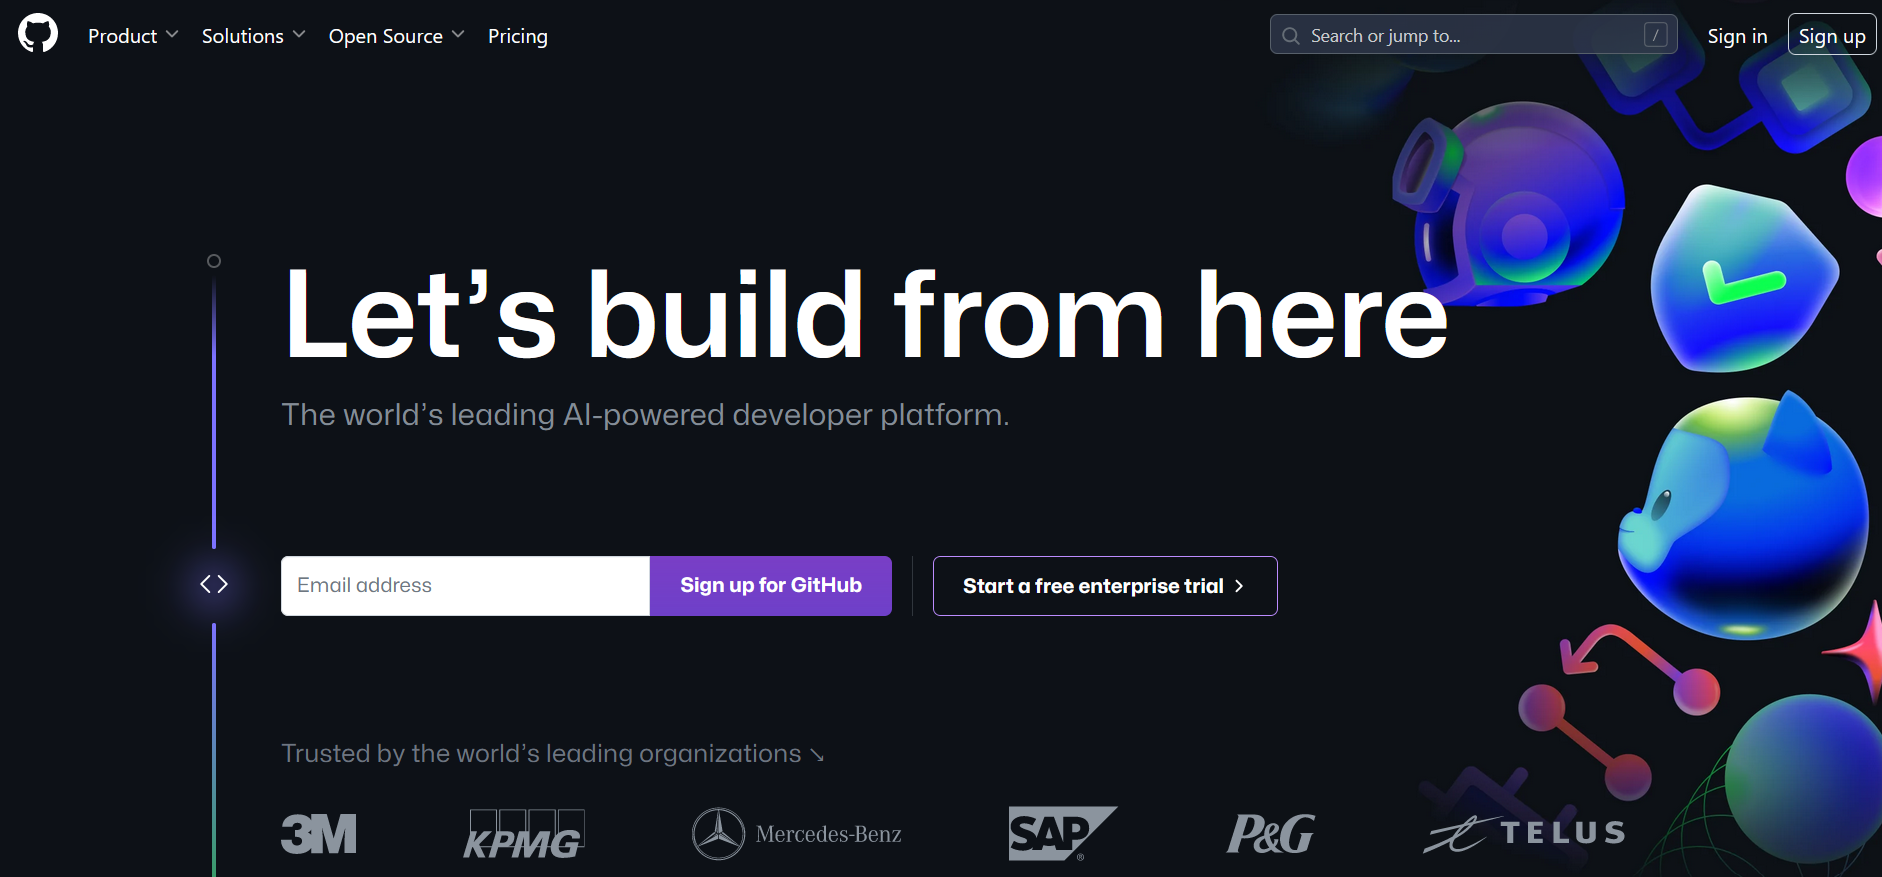 Product Solutions Open Source Pricing Search or jump to... / Sign in Sign up
Let’s build from here
The world’s leading AI-powered developer platform.
Email address Sign up for GitHub Start a free enterprise trial
Trusted by the world’s leading organizations ↘
3M KPMG Mercedes-Benz SAP® P&G TELUS